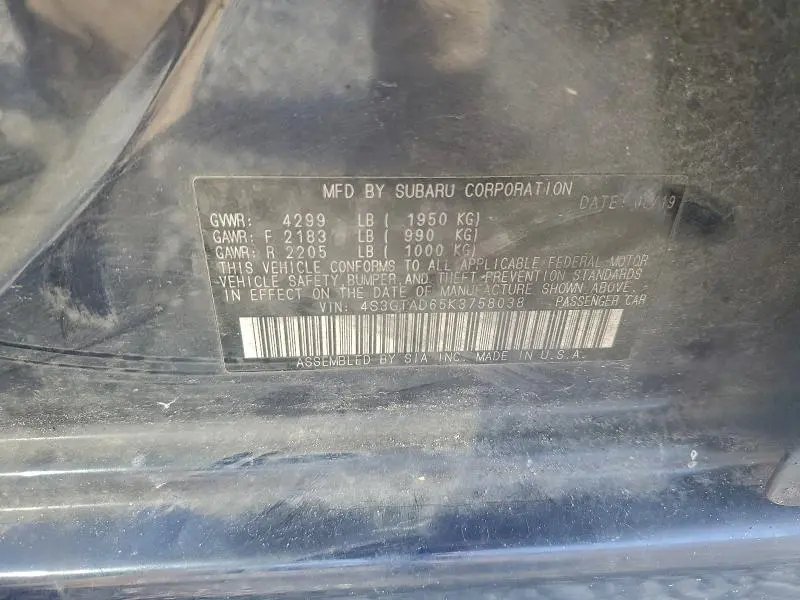 MFD BY SUBARU CORPORATION
DATE: /19
GVWR: 4299 LB ( 1950 KG)
GAWR: F 2183 LB ( 990 KG)
GAWR: R 2205 LB ( 1000 KG)
THIS VEHICLE CONFORMS TO ALL APPLICABLE FEDERAL MOTOR
VEHICLE SAFETY, BUMPER AND THEFT PREVENTION STANDARDS
IN EFFECT ON THE DATE OF MANUFACTURE SHOWN ABOVE.
VIN: 4S3GTAD65K3758038 PASSENGER CAR
ASSEMBLED BY SIA INC. MADE IN U.S.A.